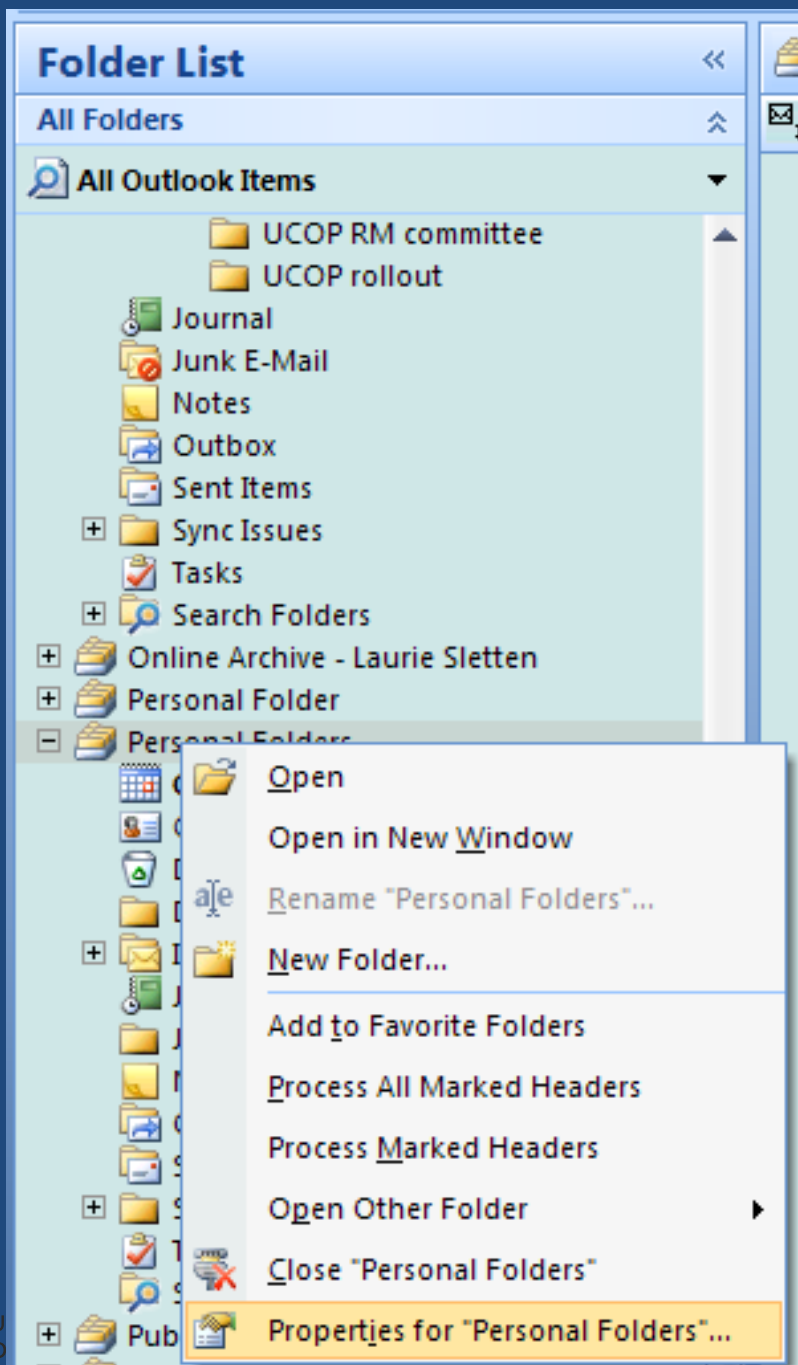 Folder List
All Folders
All Outlook Items
UCOP RM committee
UCOP rollout
Journal
Junk E-Mail
Notes
Outbox
Sent Items
Sync Issues
Tasks
Search Folders
Online Archive - Laurie Sletten
Personal Folder
Personal Folders
Open
Open in New Window
Rename "Personal Folders"...
New Folder...
Add to Favorite Folders
Process All Marked Headers
Process Marked Headers
Open Other Folder
Close "Personal Folders"
Pub
Properties for "Personal Folders"...